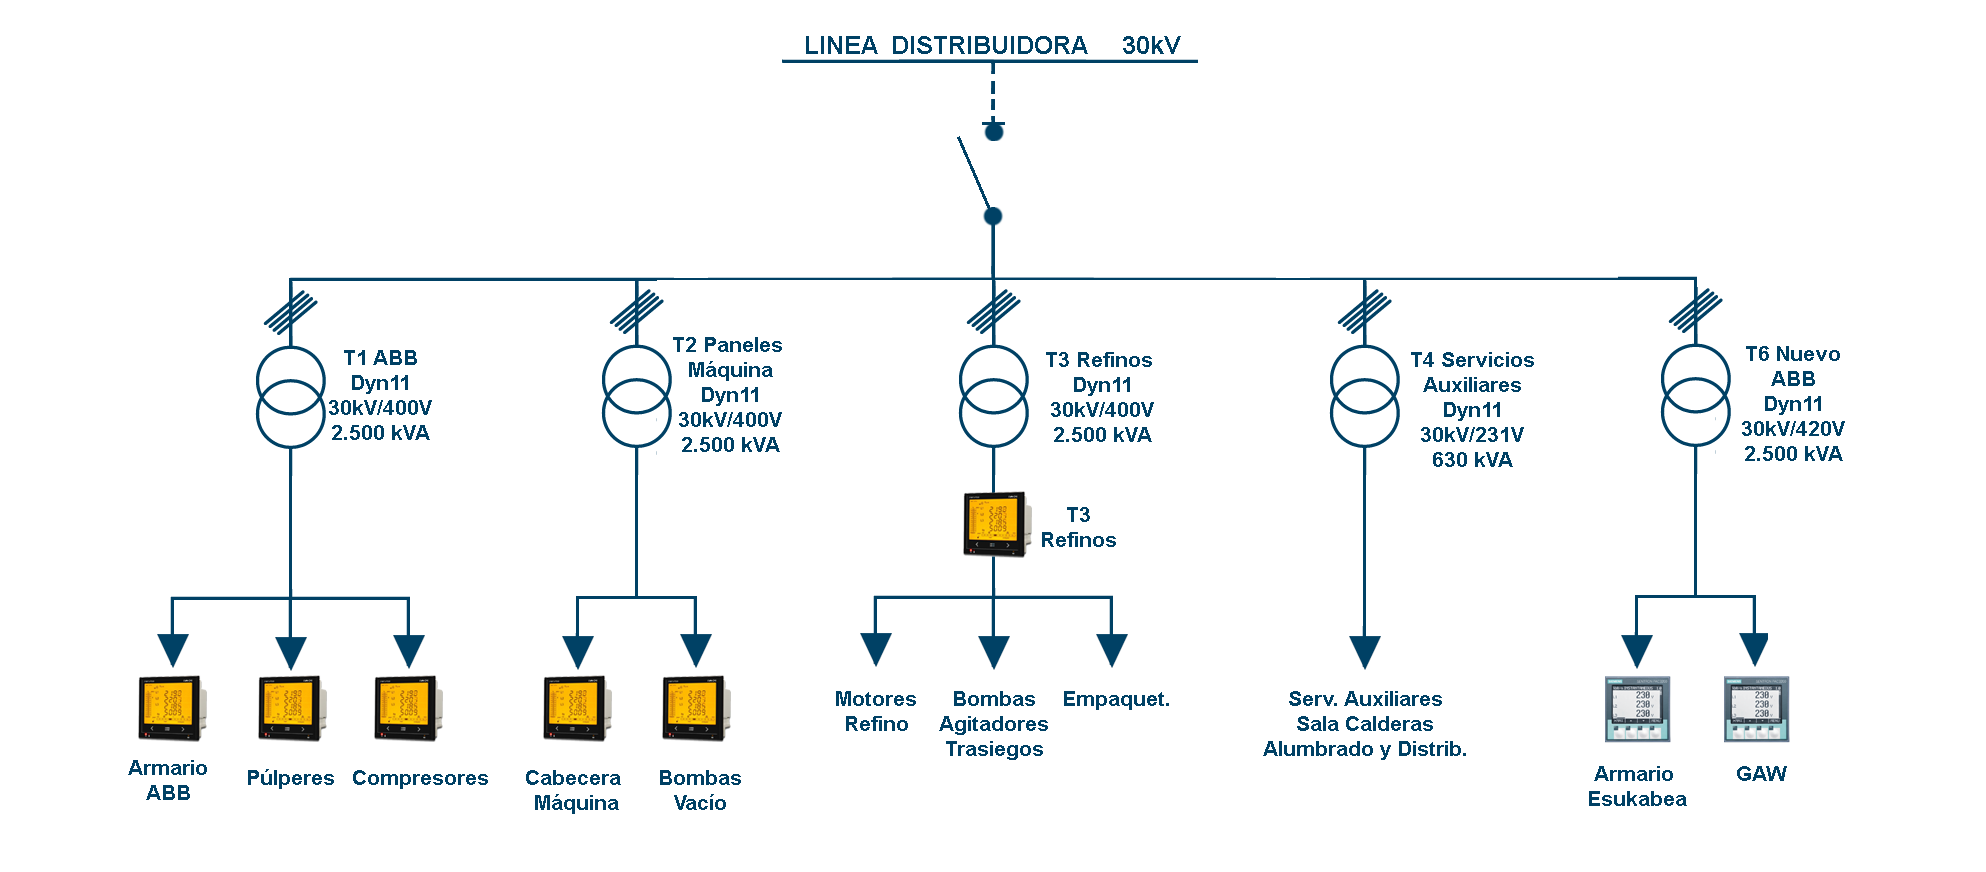 LINEA DISTRIBUIDORA 30kV
T1 ABB
Dyn11
30kV/400V
2.500 kVA
T2 Paneles
Máquina
Dyn11
30kV/400V
2.500 kVA
T3 Refinos
Dyn11
30kV/400V
2.500 kVA
T4 Servicios
Auxiliares
Dyn11
30kV/231V
630 kVA
T6 Nuevo
ABB
Dyn11
30kV/420V
2.500 kVA
T3
Refinos
Armario
ABB
Púlperes
Compresores
Cabecera
Máquina
Bombas
Vacío
Motores
Refino
Bombas
Agitadores
Trasiegos
Empaquet.
Serv. Auxiliares
Sala Calderas
Alumbrado y Distrib.
Armario
Esukabea
GAW